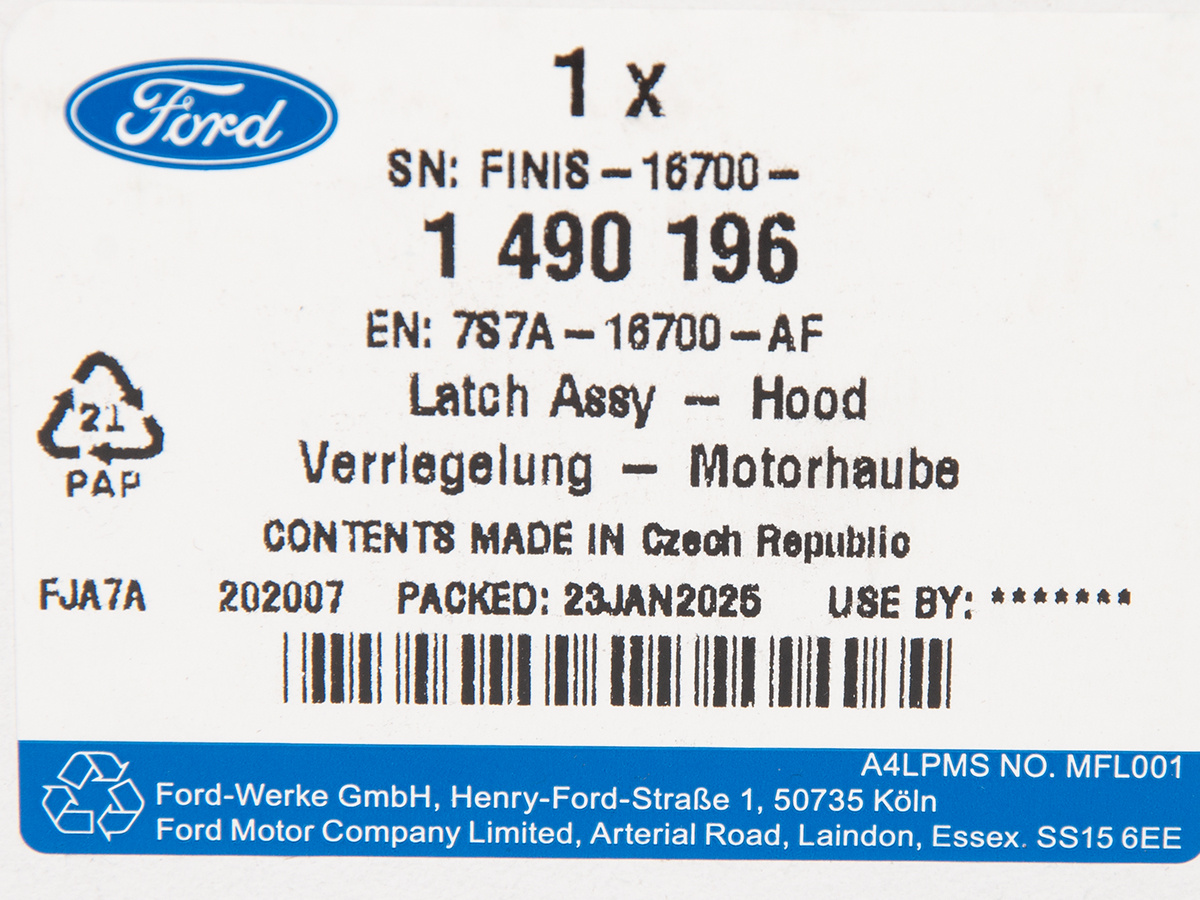 Ford
1 x
SN: FINIS-16700-
1 490 196
EN: 7S7A-16700-AF
Latch Assy - Hood
Verriegelung - Motorhaube
21
PAP
CONTENTS MADE IN Czech Republic
FJA7A 202007 PACKED: 23JAN2025 USE BY: *******
A4LPMS NO. MFL001
Ford-Werke GmbH, Henry-Ford-Straße 1, 50735 Köln
Ford Motor Company Limited, Arterial Road, Laindon, Essex. SS15 6EE